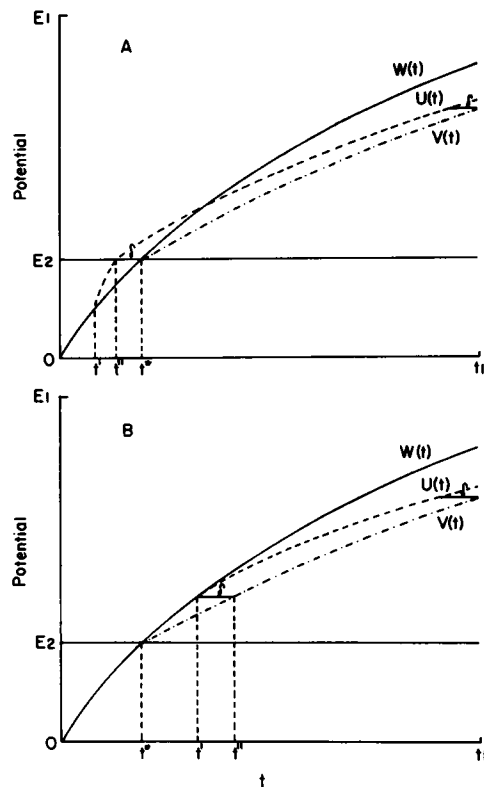 E1
A
W(t)
U(t)
V(t)
Potential
E2
0
t' t" t* t1
E1
B
W(t)
U(t)
V(t)
Potential
E2
0
t* t' t" t1
t